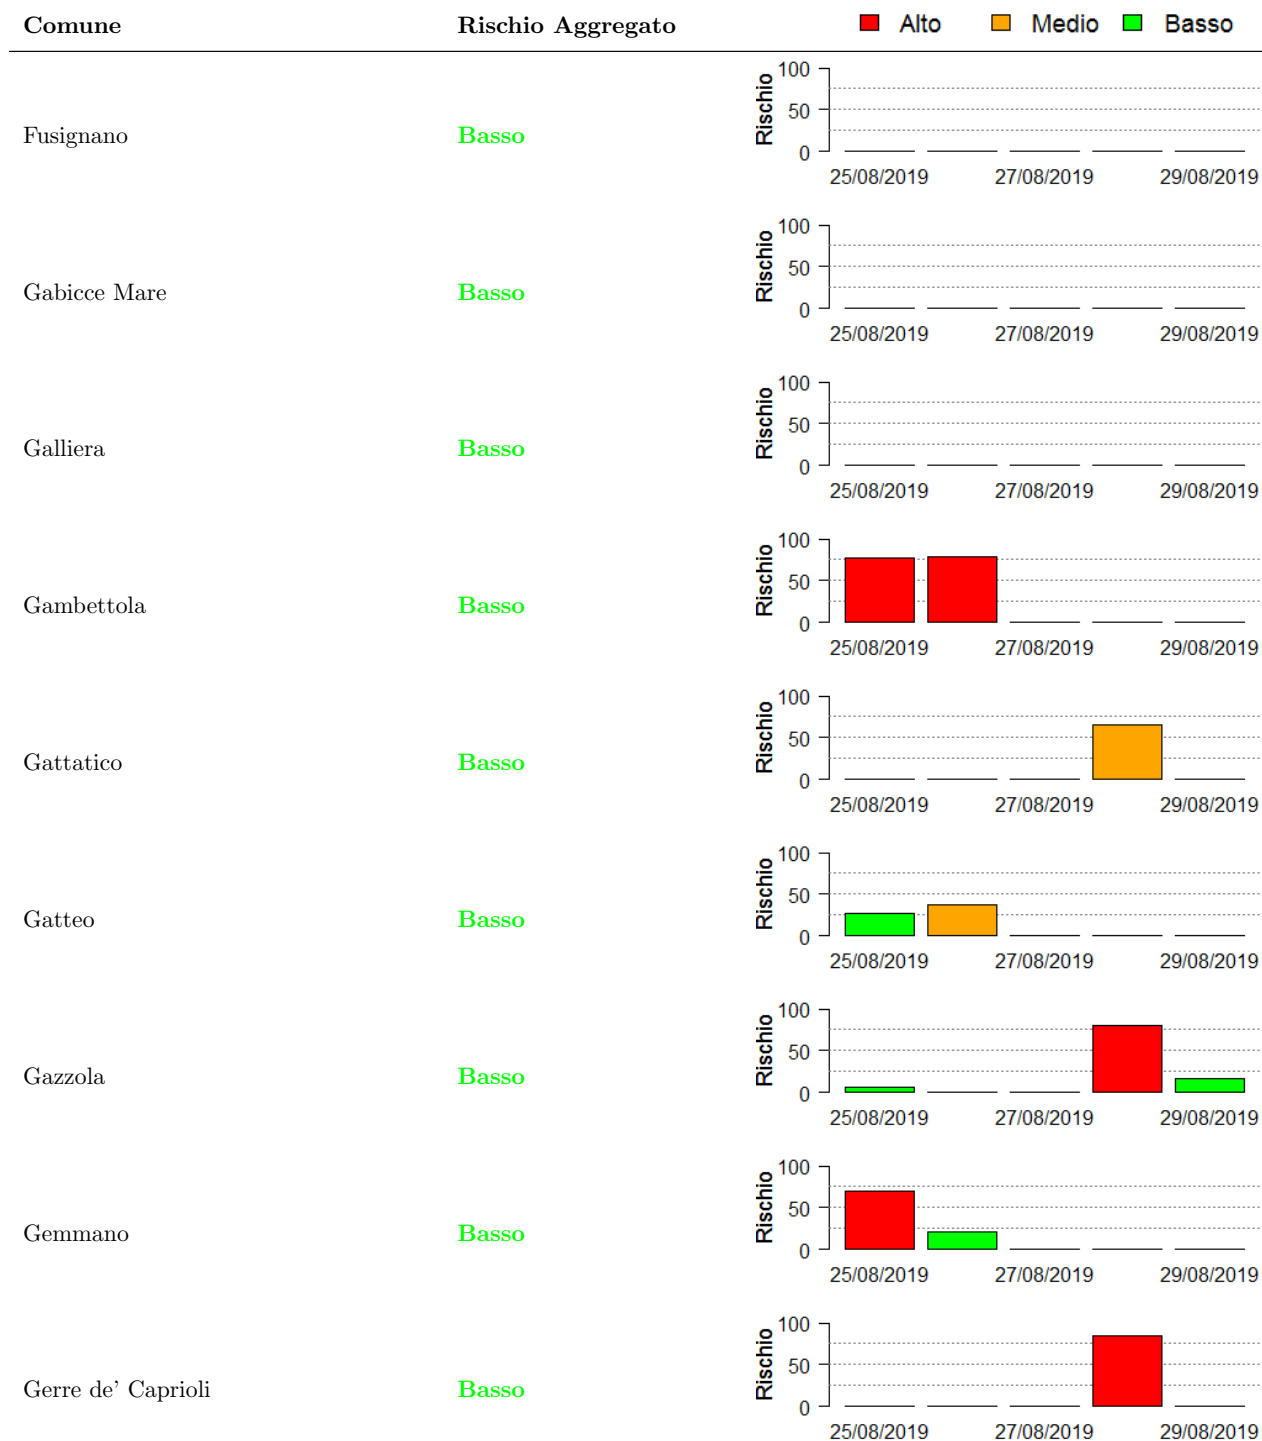 Comune Rischio Aggregato Alto Medio Basso
Fusignano Basso Rischio 100 50 0
25/08/2019 27/08/2019 29/08/2019
Gabicce Mare Basso Rischio 100 50 0
25/08/2019 27/08/2019 29/08/2019
Galliera Basso Rischio 100 50 0
25/08/2019 27/08/2019 29/08/2019
Gambettola Basso Rischio 100 50 0
25/08/2019 27/08/2019 29/08/2019
Gattatico Basso Rischio 100 50 0
25/08/2019 27/08/2019 29/08/2019
Gatteo Basso Rischio 100 50 0
25/08/2019 27/08/2019 29/08/2019
Gazzola Basso Rischio 100 50 0
25/08/2019 27/08/2019 29/08/2019
Gemmano Basso Rischio 100 50 0
25/08/2019 27/08/2019 29/08/2019
Gerre de’ Caprioli Basso Rischio 100 50 0
25/08/2019 27/08/2019 29/08/2019